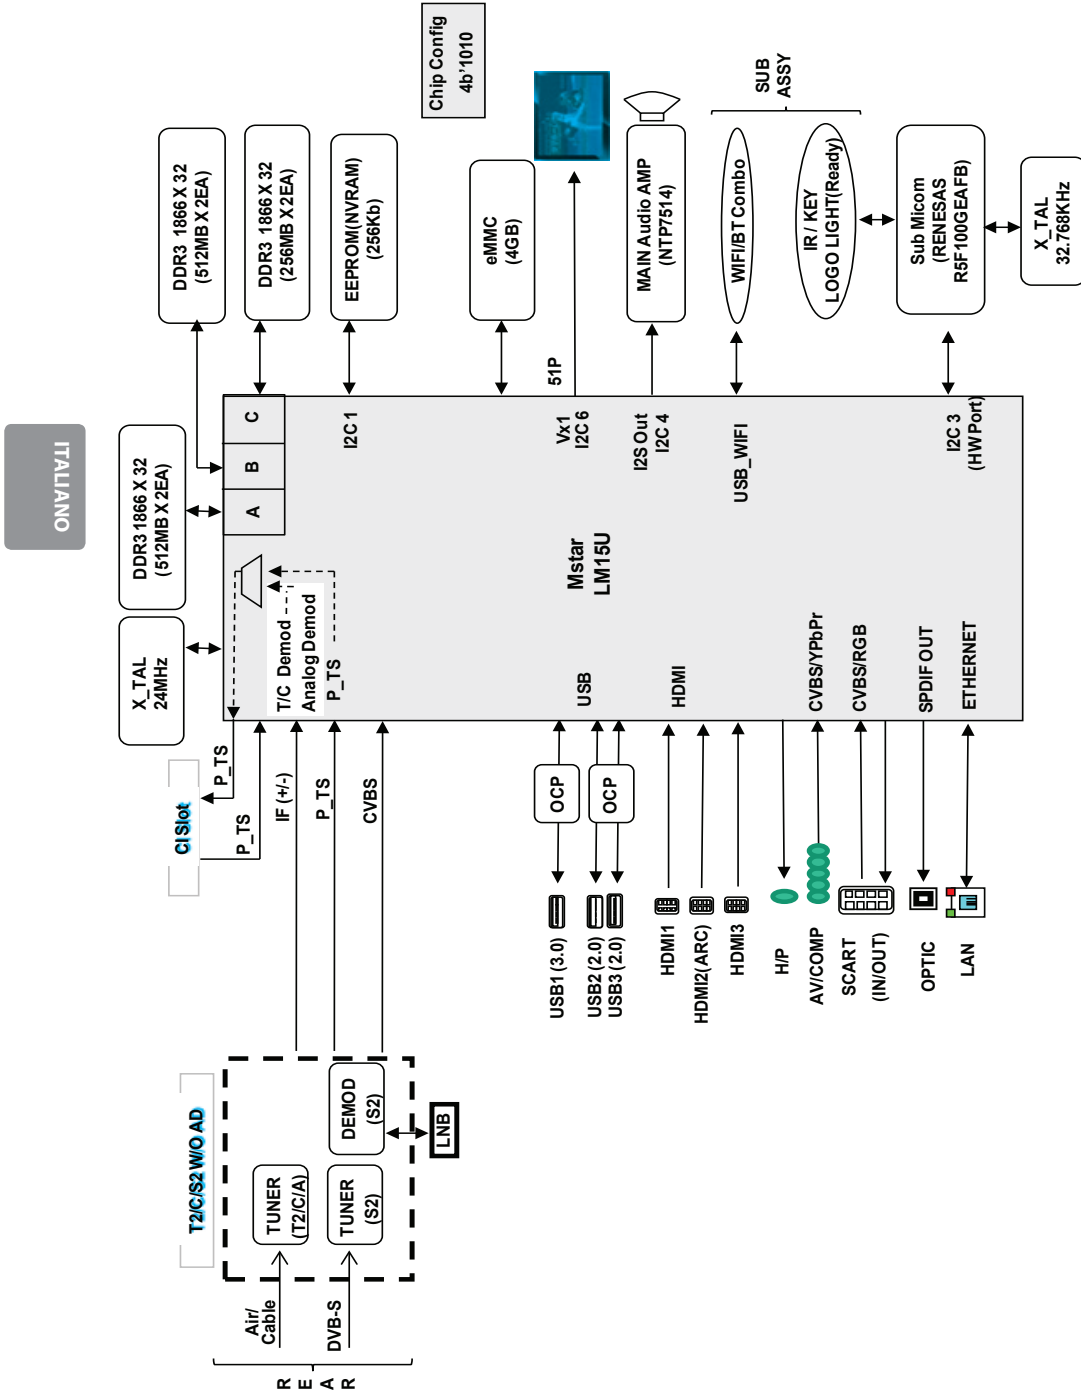 ITALIANO
Chip Config
4b'1010
X_TAL
24MHz
DDR3 1866 X 32
(512MB X 2EA)
DDR3 1866 X 32
(512MB X 2EA)
DDR3 1866 X 32
(256MB X 2EA)
EEPROM(NVRAM)
(256Kb)
eMMC
(4GB)
51P
MAIN Audio AMP
(NTP7514)
WIFI/BT Combo
IR / KEY
LOGO LIGHT(Ready)
SUB
ASSY
Sub Micom
(RENESAS
R5F100GEAFB)
X_TAL
32.768KHz
A
B
C
I2C 1
Vx1
I2C 6
I2S Out
I2C 4
USB_WIFI
I2C 3
(HW Port)
Mstar
LM15U
T/C Demod
Analog Demod
P_TS
USB
HDMI
CVBS/YPbPr
CVBS/RGB
SPDIF OUT
ETHERNET
CI Slot
P_TS
P_TS
IF (+/-)
P_TS
CVBS
OCP
OCP
USB1 (3.0)
USB2 (2.0)
USB3 (2.0)
HDMI1
HDMI2(ARC)
HDMI3
H/P
AV/COMP
SCART
(IN/OUT)
OPTIC
LAN
T2/C/S2 W/O AD
TUNER
(T2/C/A)
TUNER
(S2)
DEMOD
(S2)
LNB
Air/
Cable
DVB-S
R
E
A
R